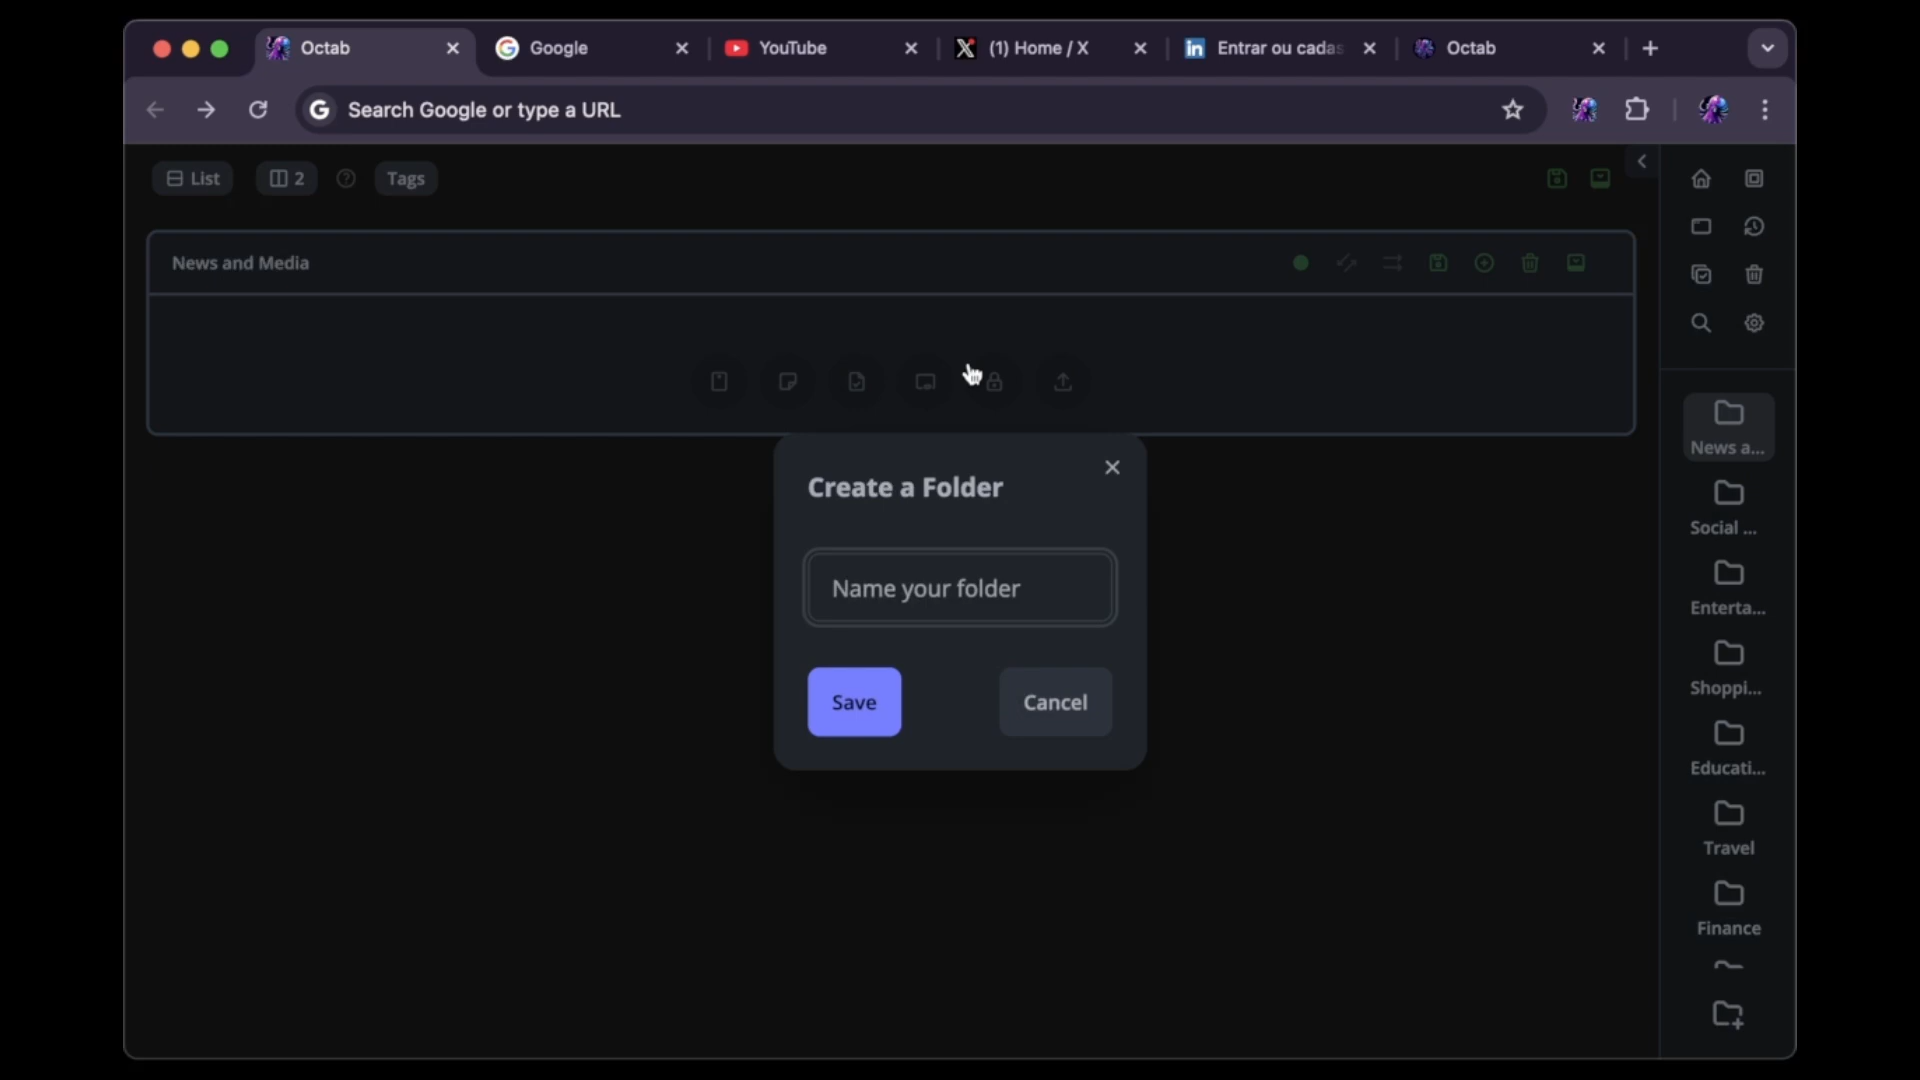 Octab
Google
YouTube
(1) Home / X
Entrar ou cadas
Octab
Search Google or type a URL
List
2
Tags
News and Media
Create a Folder
Name your folder
Save
Cancel
News a...
Social ...
Enterta...
Shoppi...
Educati...
Travel
Finance